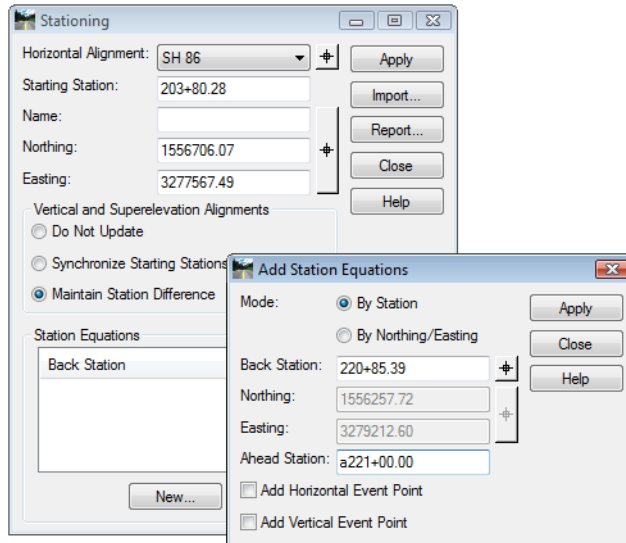 Stationing
Horizontal Alignment: SH 86
Apply
Starting Station: 203+80.28
Import...
Name:
Report...
Northing: 1556706.07
Close
Easting: 3277567.49
Help
Vertical and Superelevation Alignments
Do Not Update
Synchronize Starting Stations
Maintain Station Difference
Station Equations
Back Station
New...
Add Station Equations
Mode: By Station
Apply
By Northing/Easting
Close
Back Station: 220+85.39
Help
Northing: 1556257.72
Easting: 3279212.60
Ahead Station: a221+00.00
Add Horizontal Event Point
Add Vertical Event Point